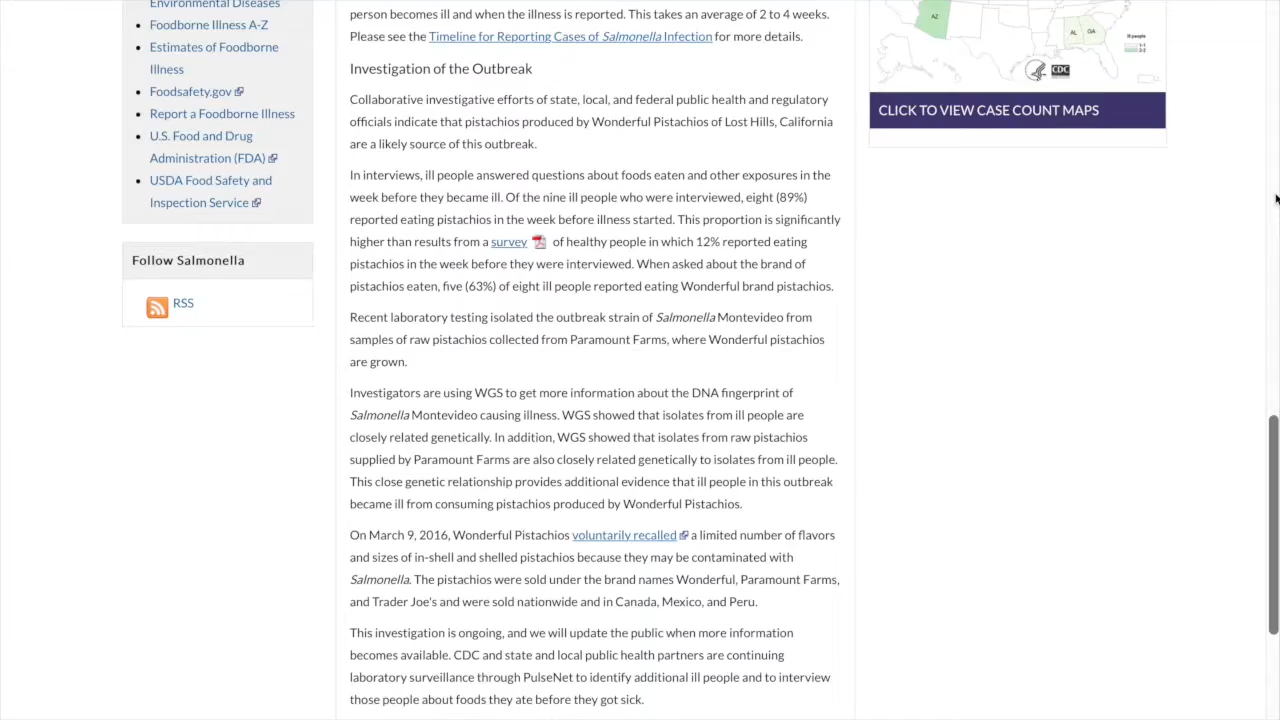 Environmental Diseases
Foodborne Illness A-Z
Estimates of Foodborne
Illness
Foodsafety.gov
Report a Foodborne Illness
U.S. Food and Drug
Administration (FDA)
USDA Food Safety and
Inspection Service
Follow Salmonella
RSS
person becomes ill and when the illness is reported. This takes an average of 2 to 4 weeks.
Please see the Timeline for Reporting Cases of Salmonella Infection for more details.
Investigation of the Outbreak
Collaborative investigative efforts of state, local, and federal public health and regulatory
officials indicate that pistachios produced by Wonderful Pistachios of Lost Hills, California
are a likely source of this outbreak.
In interviews, ill people answered questions about foods eaten and other exposures in the
week before they became ill. Of the nine ill people who were interviewed, eight (89%)
reported eating pistachios in the week before illness started. This proportion is significantly
higher than results from a survey of healthy people in which 12% reported eating
pistachios in the week before they were interviewed. When asked about the brand of
pistachios eaten, five (63%) of eight ill people reported eating Wonderful brand pistachios.
Recent laboratory testing isolated the outbreak strain of Salmonella Montevideo from
samples of raw pistachios collected from Paramount Farms, where Wonderful pistachios
are grown.
Investigators are using WGS to get more information about the DNA fingerprint of
Salmonella Montevideo causing illness. WGS showed that isolates from ill people are
closely related genetically. In addition, WGS showed that isolates from raw pistachios
supplied by Paramount Farms are also closely related genetically to isolates from ill people.
This close genetic relationship provides additional evidence that ill people in this outbreak
became ill from consuming pistachios produced by Wonderful Pistachios.
On March 9, 2016, Wonderful Pistachios voluntarily recalled a limited number of flavors
and sizes of in-shell and shelled pistachios because they may be contaminated with
Salmonella. The pistachios were sold under the brand names Wonderful, Paramount Farms,
and Trader Joe's and were sold nationwide and in Canada, Mexico, and Peru.
This investigation is ongoing, and we will update the public when more information
becomes available. CDC and state and local public health partners are continuing
laboratory surveillance through PulseNet to identify additional ill people and to interview
those people about foods they ate before they got sick.
AZ
AL GA
Ill people
1-1
2-2
CDC
CLICK TO VIEW CASE COUNT MAPS